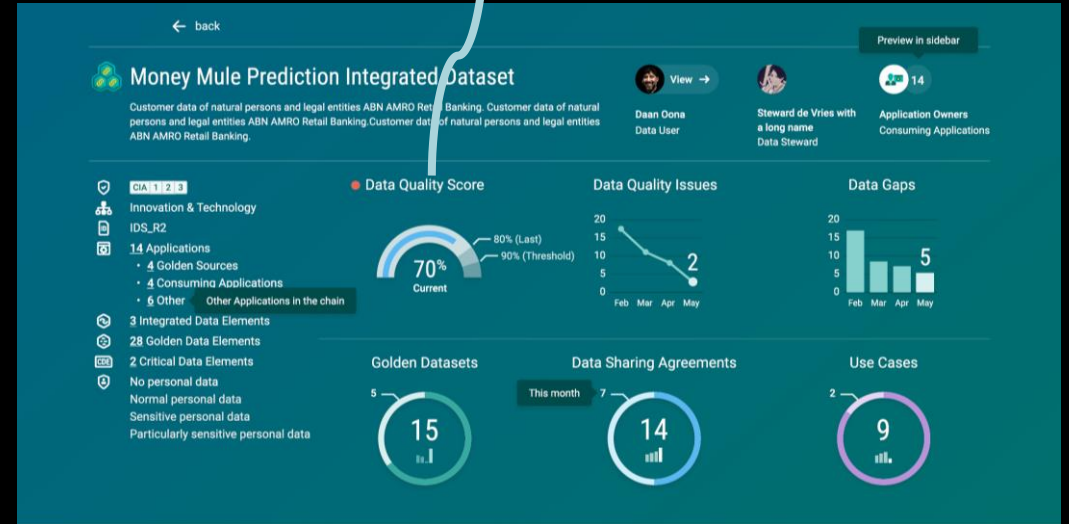 ← back
Preview in sidebar
Money Mule Prediction Integrated Dataset
Customer data of natural persons and legal entities ABN AMRO Retail Banking. Customer data of natural
persons and legal entities ABN AMRO Retail Banking.Customer data of natural persons and legal entities
ABN AMRO Retail Banking.
View →
14
Daan Oona
Data User
Steward de Vries with
a long name
Data Steward
Application Owners
Consuming Applications
CIA 1 2 3
Innovation & Technology
ID
IDS_R2
14 Applications
• 4 Golden Sources
• 4 Consuming Applications
• 6 Other
Other Applications in the chain
3 Integrated Data Elements
28 Golden Data Elements
CDE
2 Critical Data Elements
No personal data
Normal personal data
Sensitive personal data
Particularly sensitive personal data
Data Quality Score
80% (Last)
90% (Threshold)
70%
Current
Data Quality Issues
20
15
10
5
0
2
Feb Mar Apr May
Data Gaps
20
15
10
5
0
5
Feb Mar Apr May
Golden Datasets
5
15
Data Sharing Agreements
This month
7
14
Use Cases
2
9